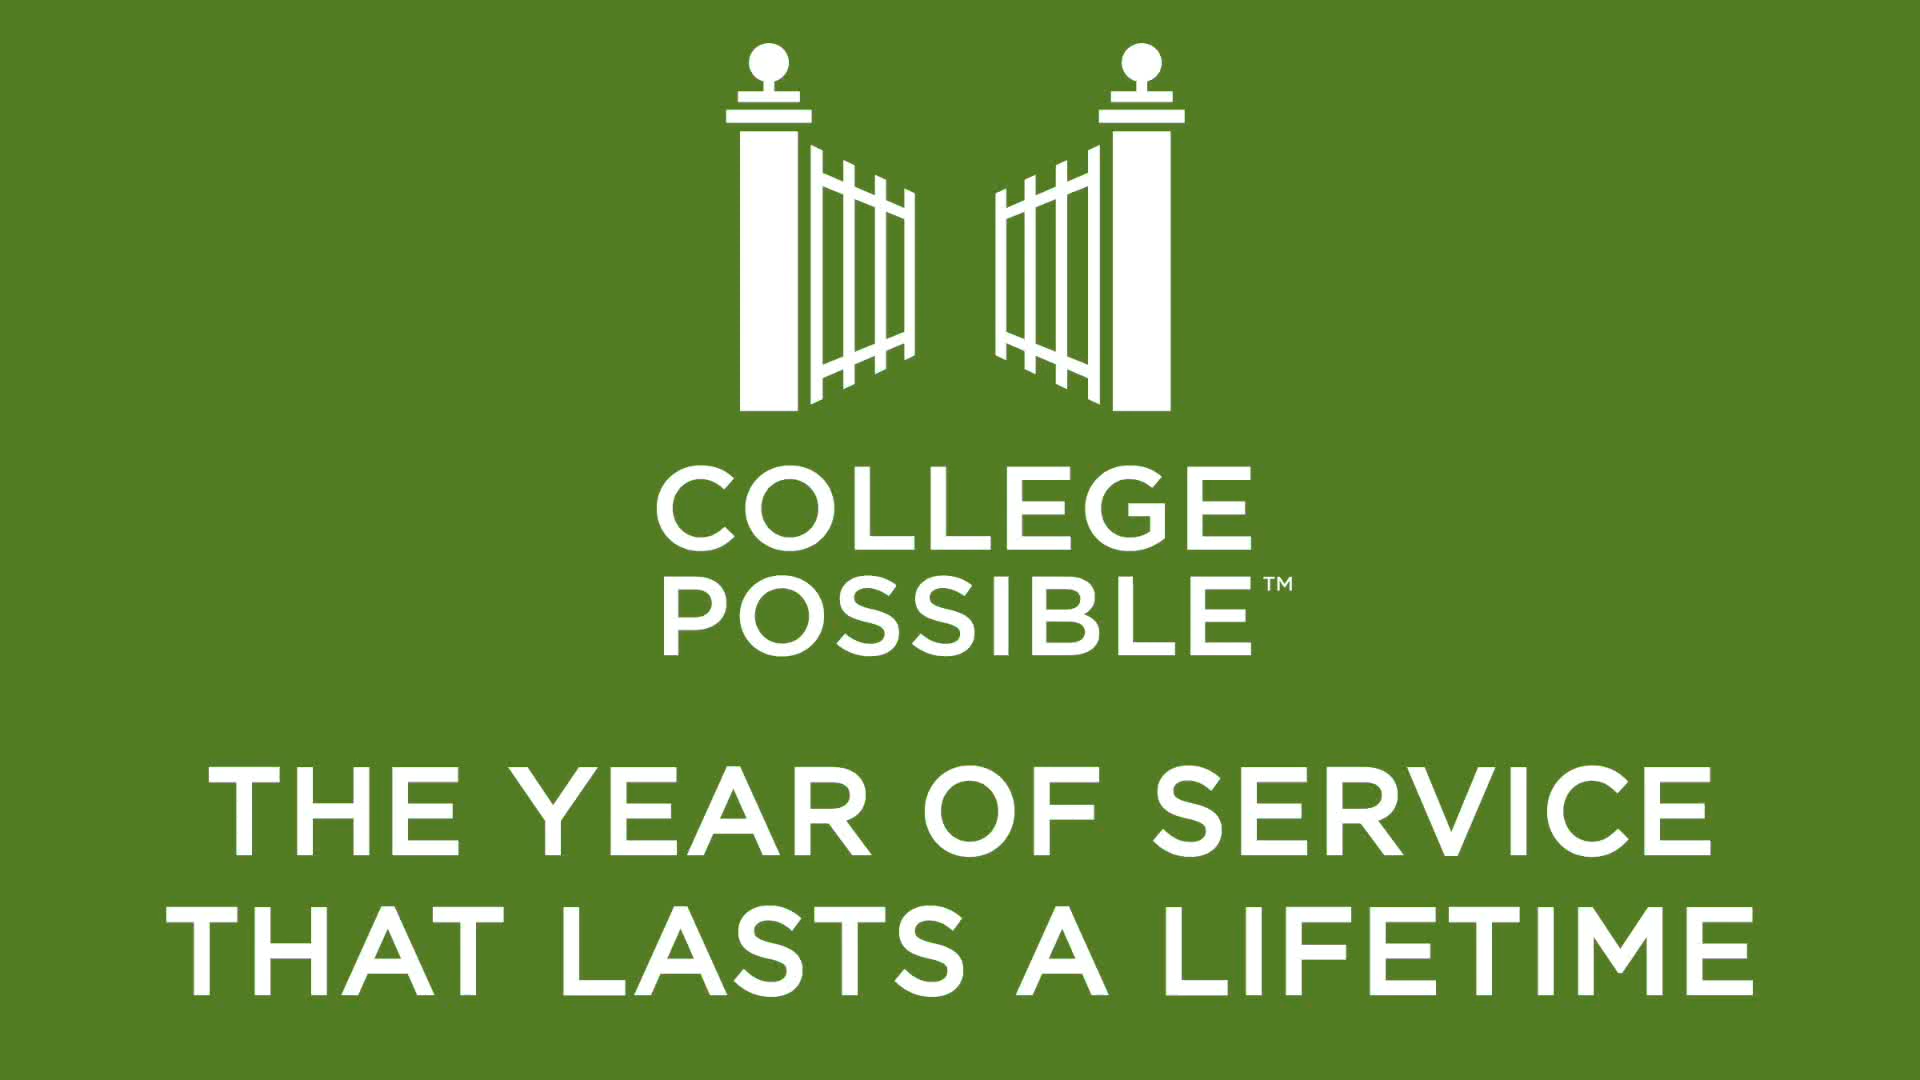 COLLEGE
POSSIBLE™
THE YEAR OF SERVICE
THAT LASTS A LIFETIME